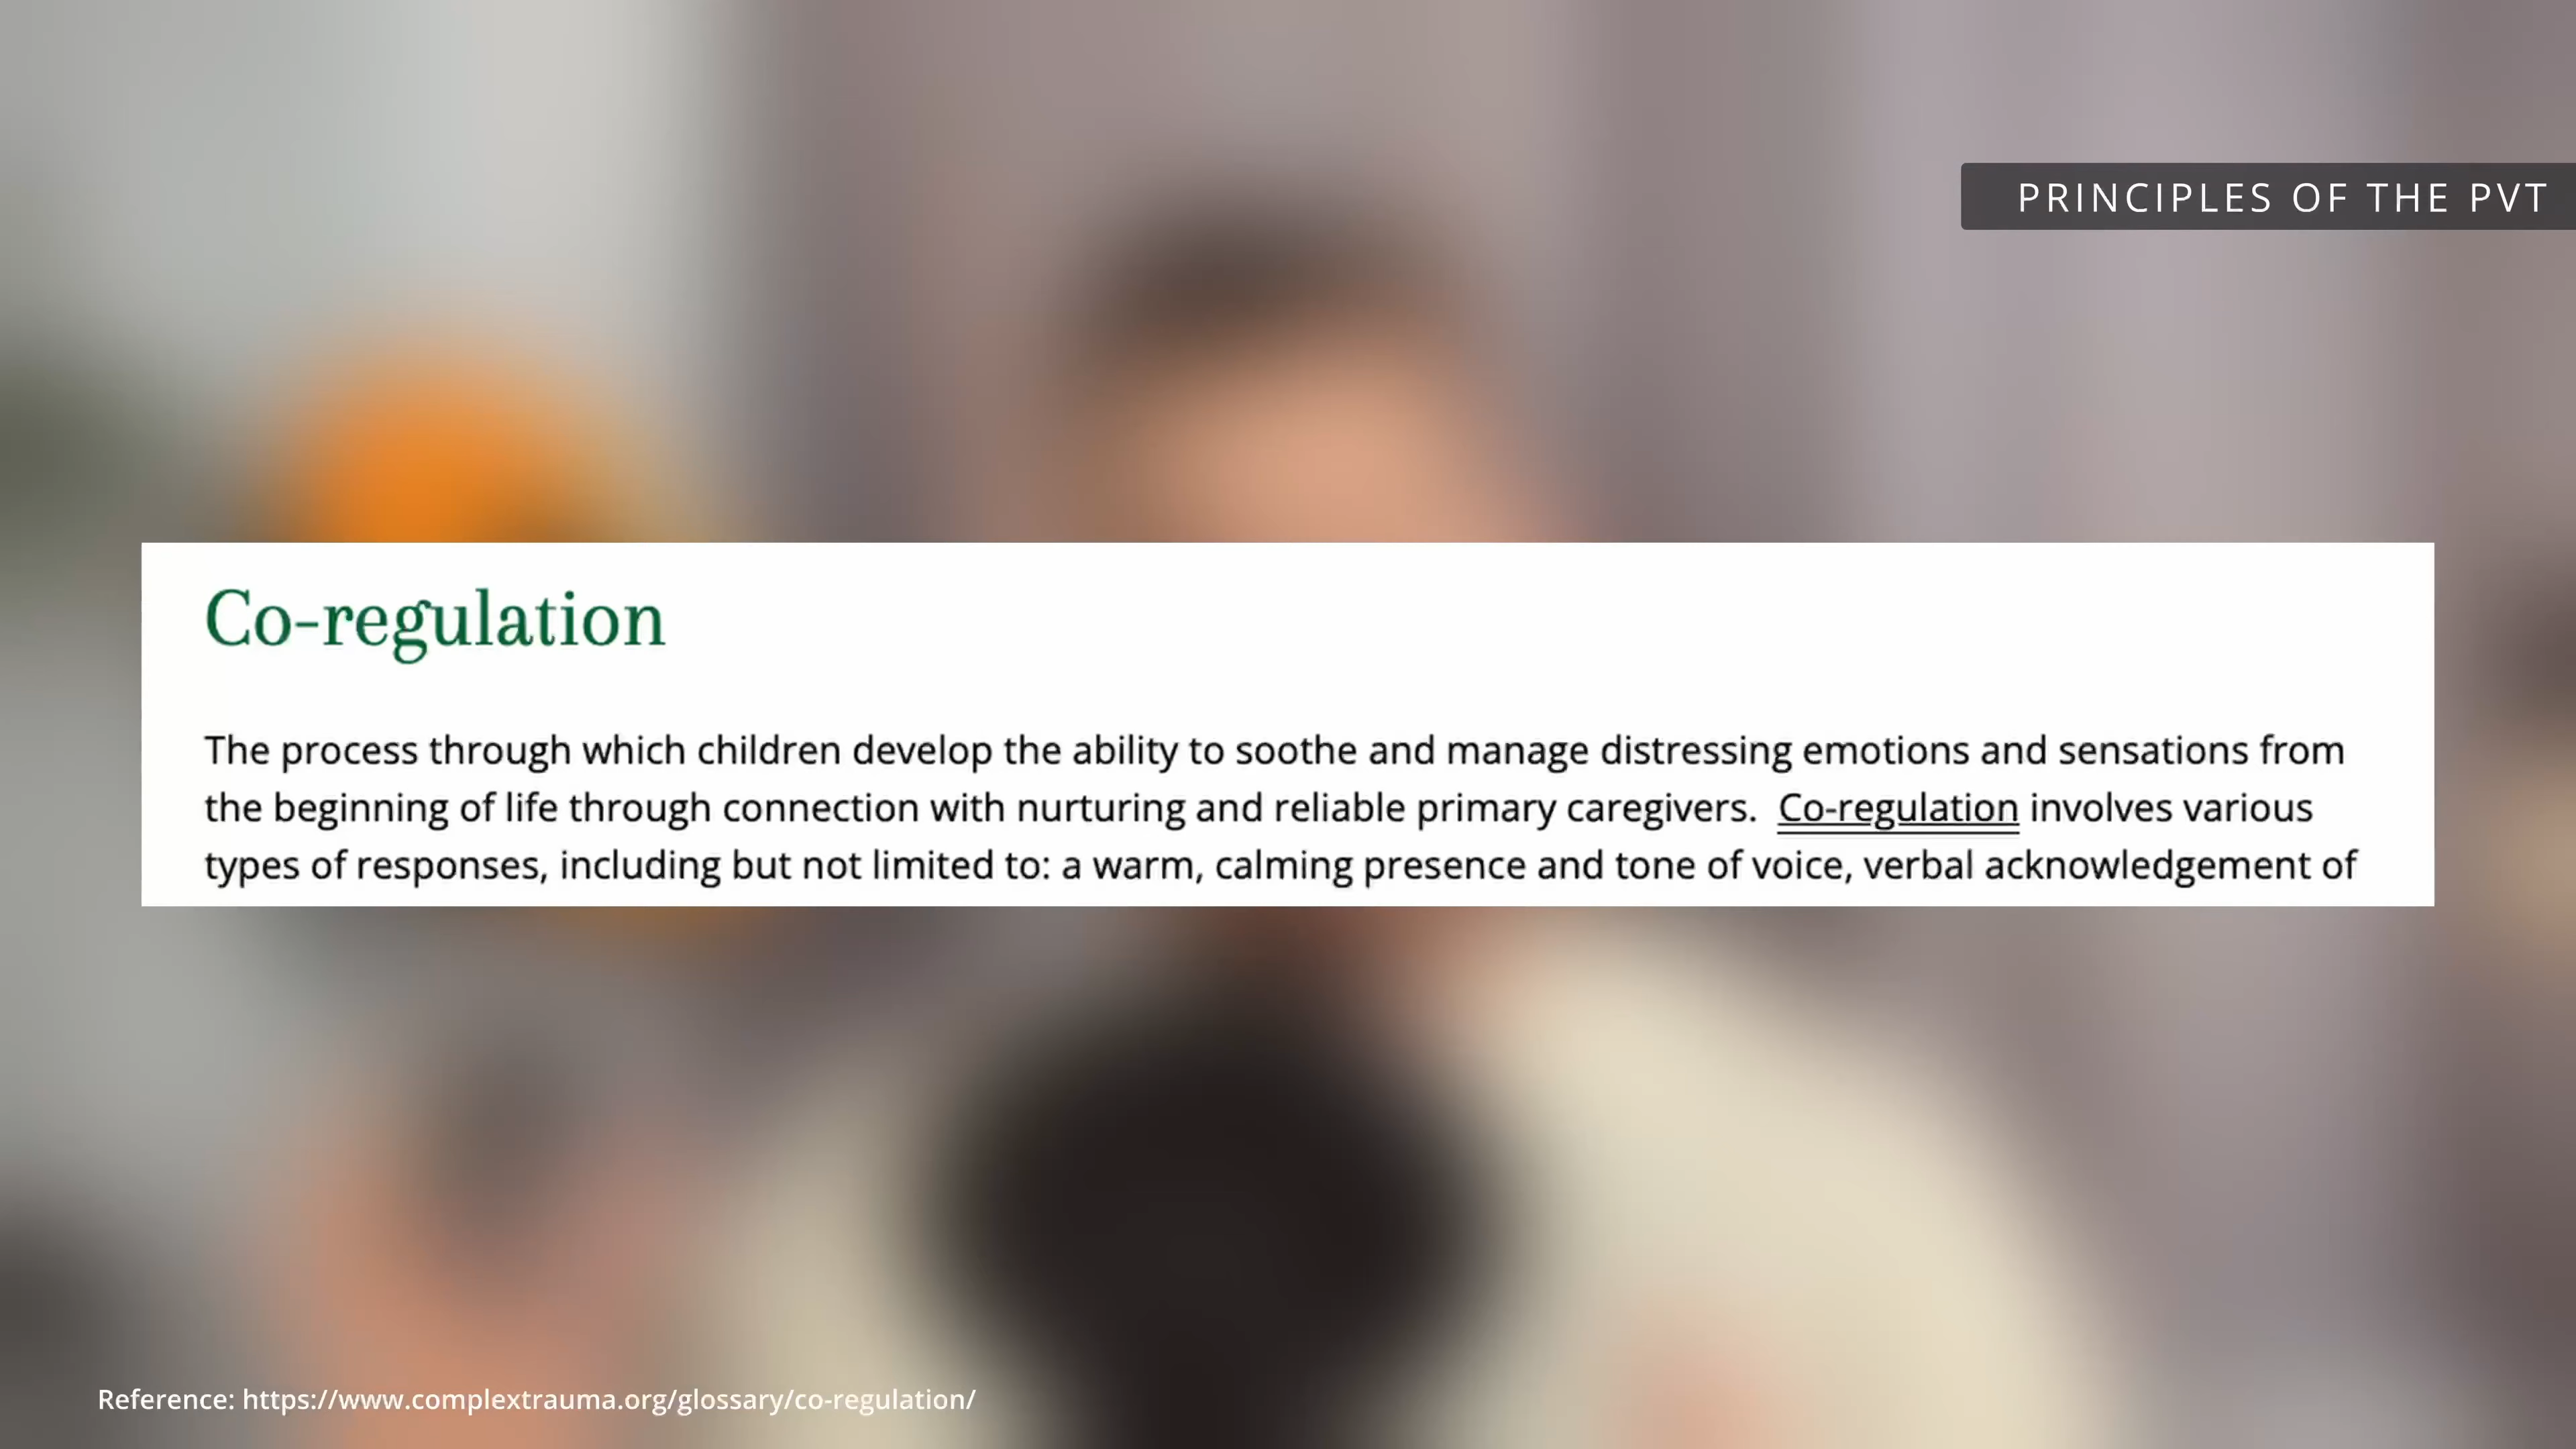 PRINCIPLES OF THE PVT
Co-regulation
The process through which children develop the ability to soothe and manage distressing emotions and sensations from
the beginning of life through connection with nurturing and reliable primary caregivers.  Co-regulation involves various
types of responses, including but not limited to: a warm, calming presence and tone of voice, verbal acknowledgement of
Reference: https://www.complextrauma.org/glossary/co-regulation/